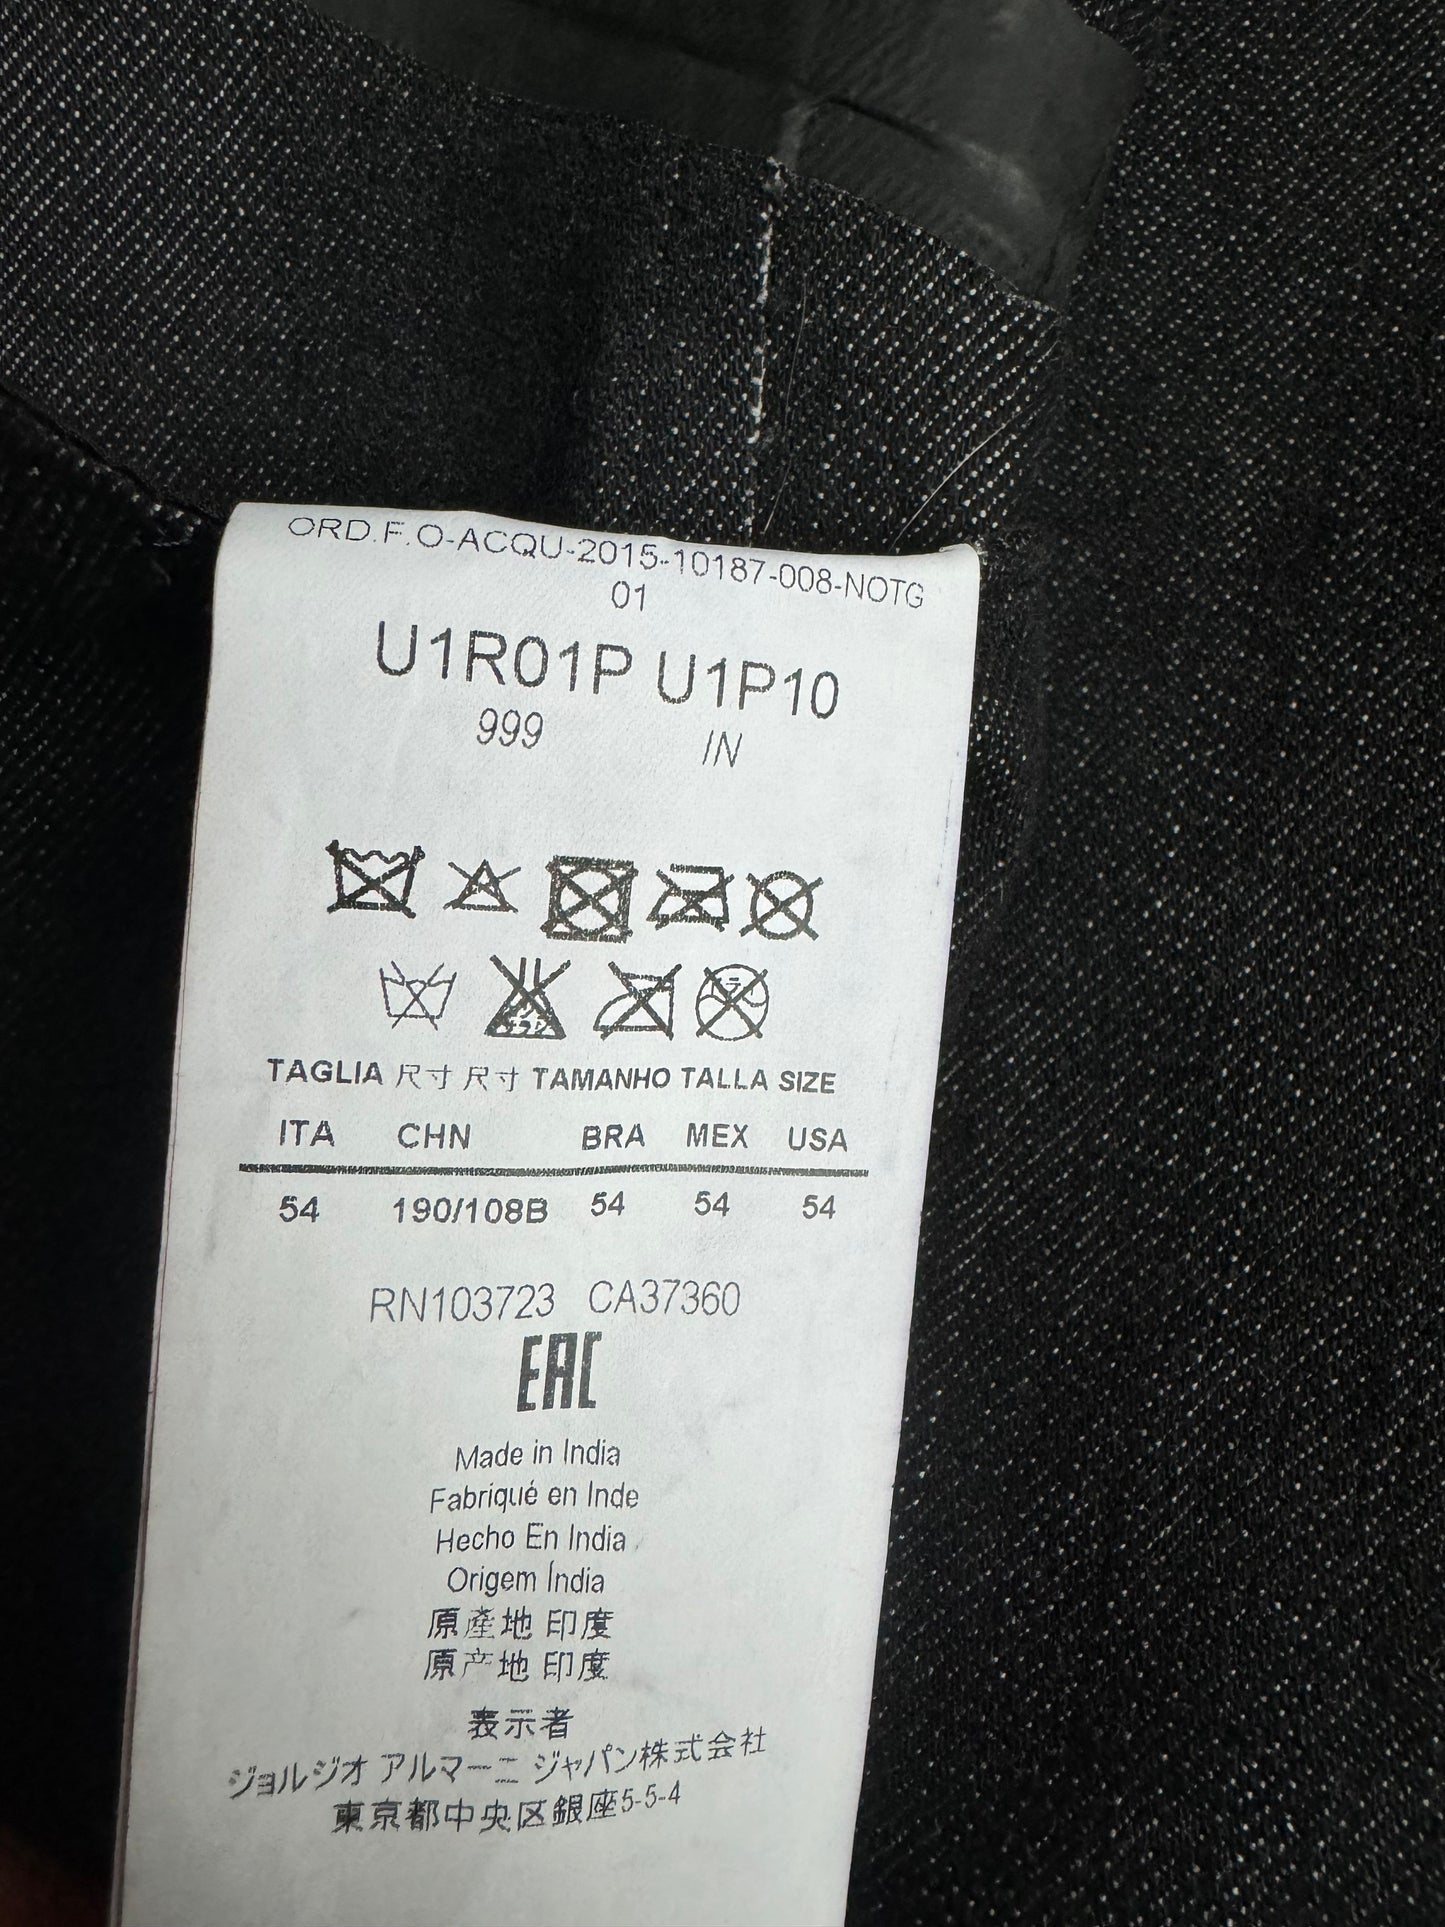 ORD.F.O-ACQU-2015-10187-008-NOTG
01
U1R01P U1P10
999 IN
TAGLIA 尺寸 尺寸 TAMANHO TALLA SIZE
ITA CHN BRA MEX USA
54 190/108B 54 54 54
RN103723 CA37360
EAC
Made in India
Fabriqué en Inde
Hecho En India
Origem Índia
原產地 印度
原产地 印度
表示者
ジョルジオ アルマーニ ジャパン株式会社
東京都中央区銀座5-5-4